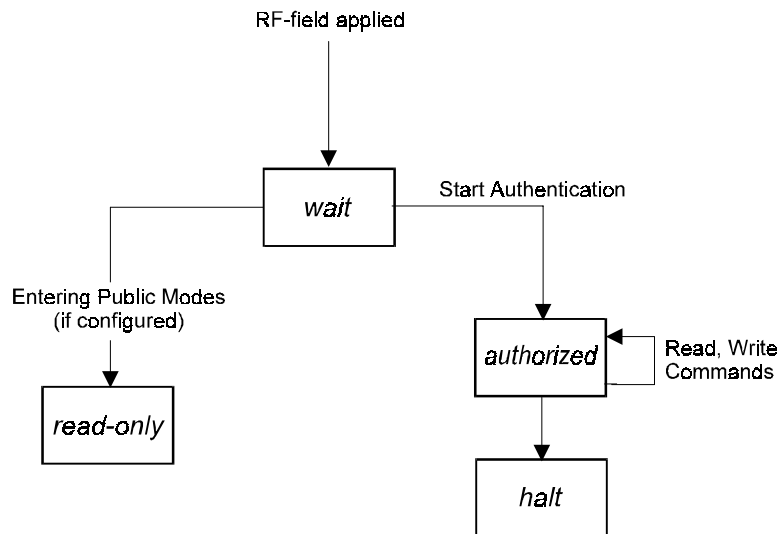 RF-field applied
wait
Start Authentication
Entering Public Modes
(if configured)
authorized
Read, Write
Commands
read-only
halt